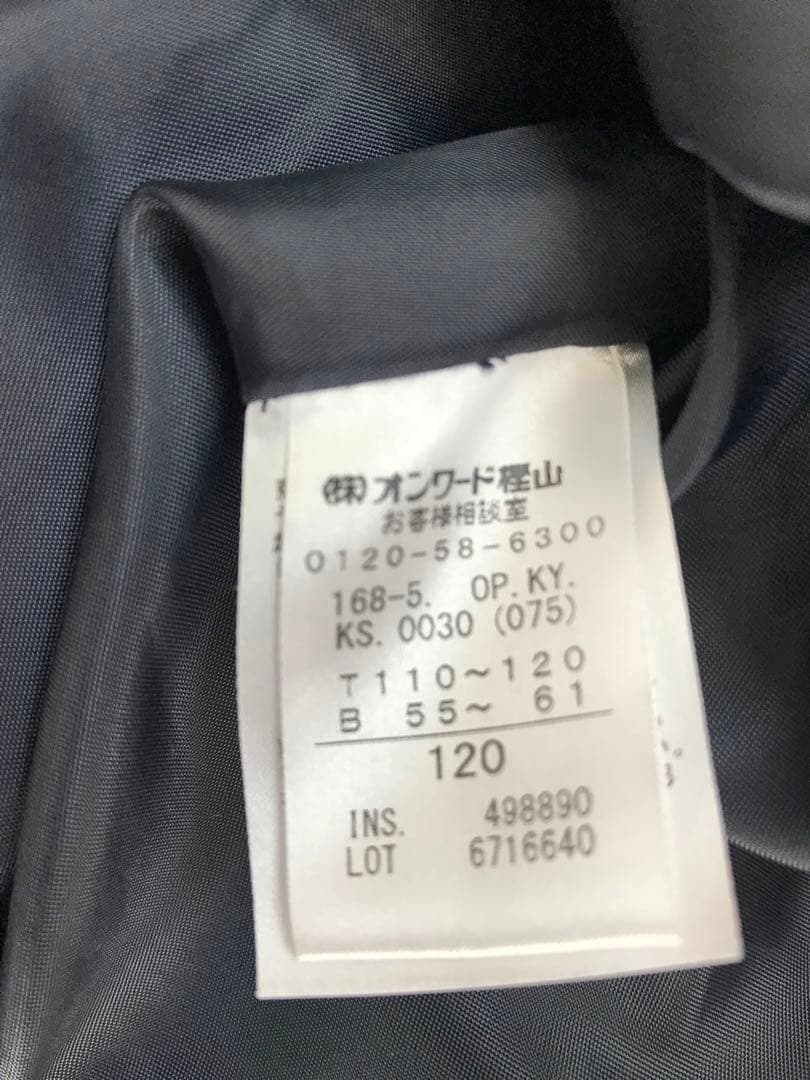 ㈱オンワード樫山
お客様相談室
0120-58-6300
168-5. OP.KY.
KS. 0030 (075)
T110~120
B 55~ 61
120
INS. 498890
LOT 6716640